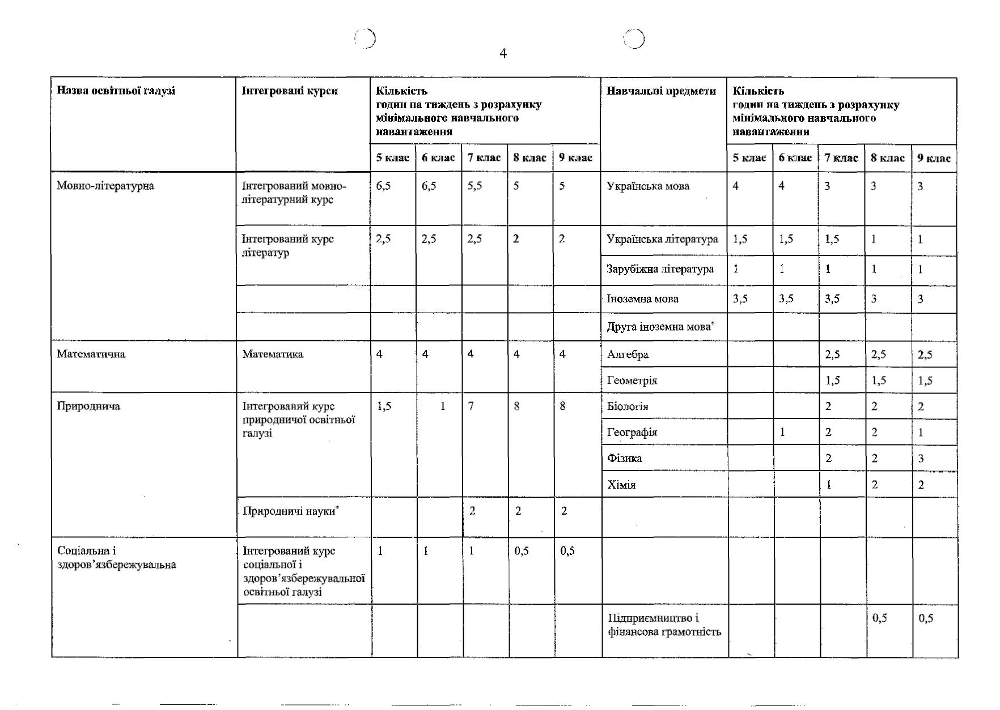 4
Назва освітньої галузі
Інтегровані курси
Кількість
годин на тиждень з розрахунку
мінімального навчального
навантаження
Навчальні предмети
Кількість
годин на тиждень з розрахунку
мінімального навчального
навантаження
5 клас 6 клас 7 клас 8 клас 9 клас
5 клас 6 клас 7 клас 8 клас 9 клас
Мовно-літературна
Інтегрований мовно-
літературний курс
6,5 6,5 5,5 5 5
Українська мова 4 4 3 3 3
Інтегрований курс
літератур
2,5 2,5 2,5 2 2
Українська література 1,5 1,5 1,5 1 1
Зарубіжна література 1 1 1 1 1
Іноземна мова 3,5 3,5 3,5 3 3
Друга іноземна мова*
Математична
Математика 4 4 4 4 4
Алгебра 2,5 2,5 2,5
Геометрія 1,5 1,5 1,5
Природнича
Інтегрований курс
природничої освітньої
галузі
1,5 1 7 8 8
Біологія 2 2 2
Географія 1 2 2 1
Фізика 2 2 3
Хімія 1 2 2
Природничі науки* 2 2 2
Соціальна і
здоров’язбережувальна
Інтегрований курс
соціальної і
здоров’язбережувальної
освітньої галузі
1 1 1 0,5 0,5
Підприємництво і
фінансова грамотність
0,5 0,5